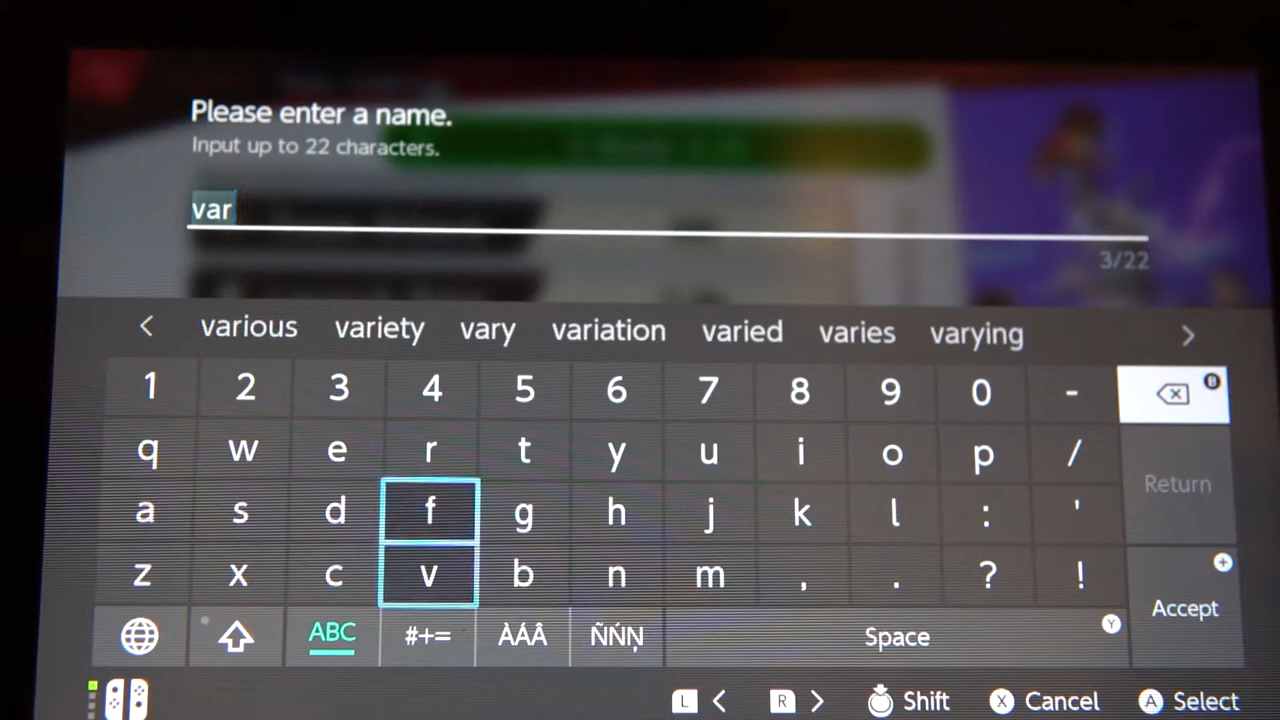 Please enter a name.
Input up to 22 characters.
var
3/22
various variety vary variation varied varies varying
1 2 3 4 5 6 7 8 9 0 -
B
q w e r t y u i o p /
Return
a s d f g h j k l : '
z x c v b n m , . ? !
+
Accept
ABC #+= ÀÁÂ ÑŃŅ Space Y
L < R > Shift X Cancel A Select